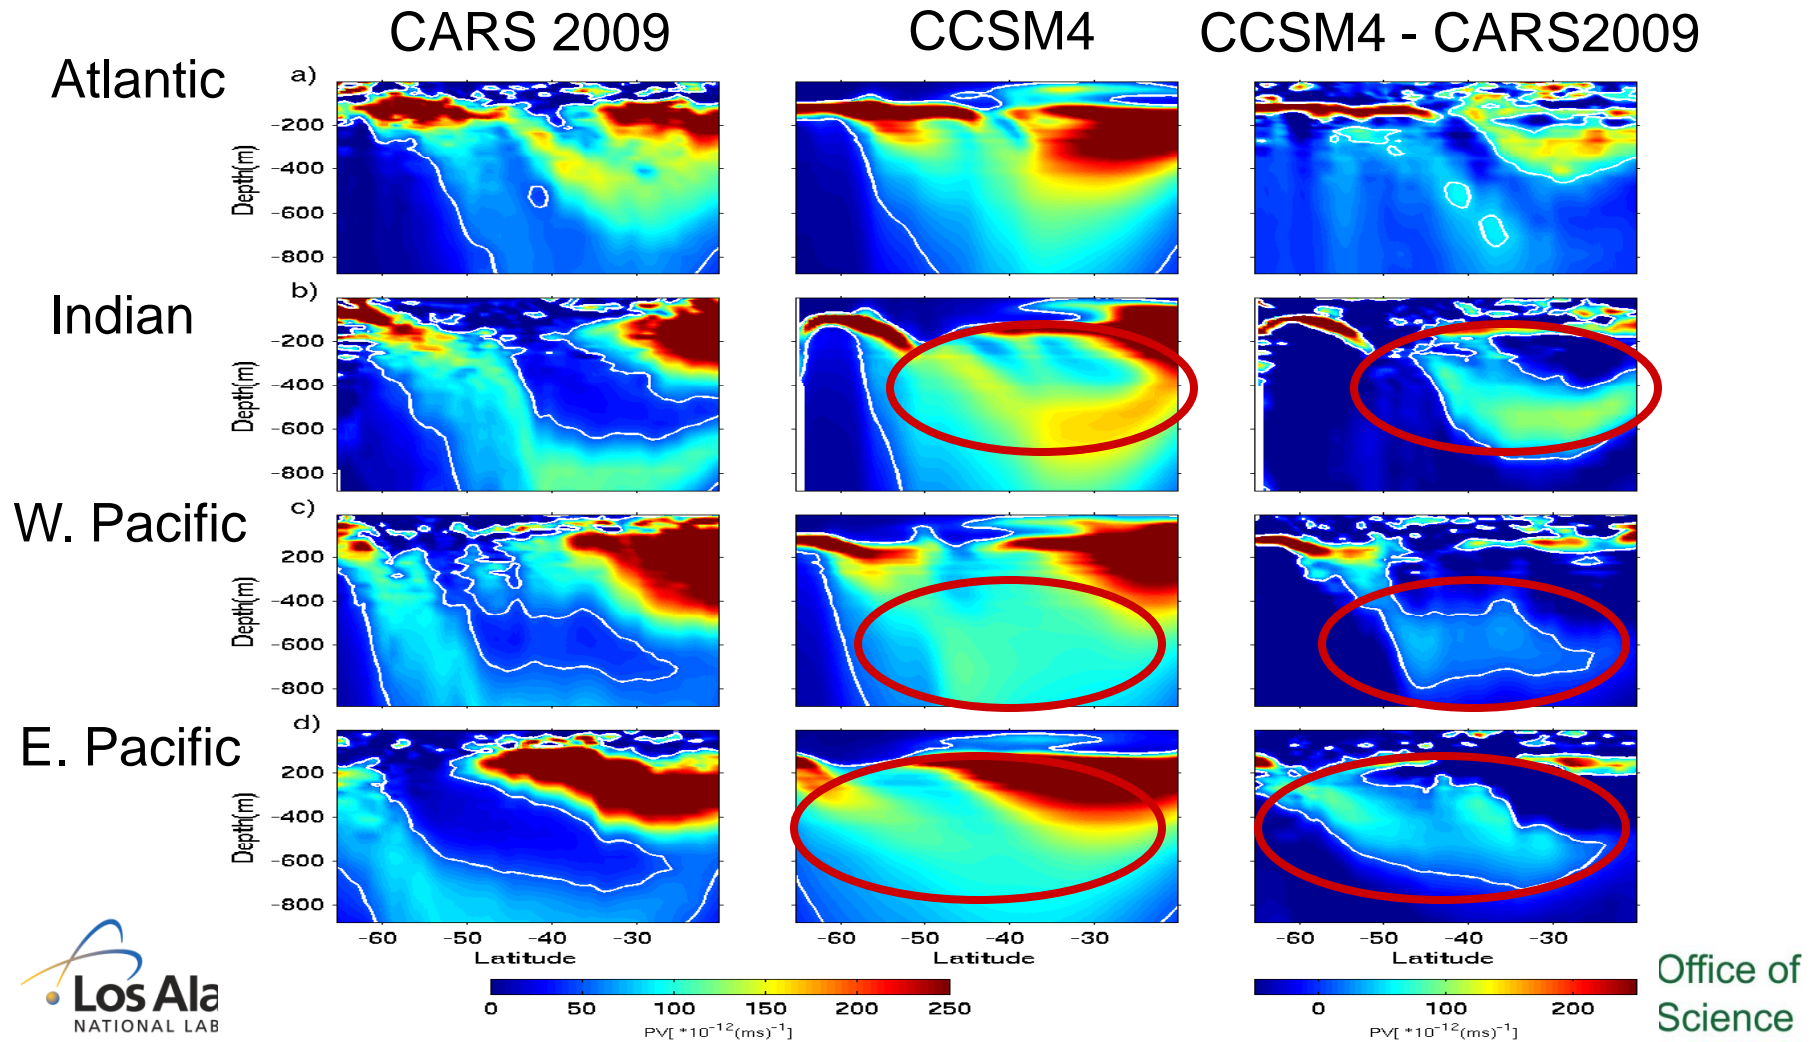 CARS 2009 CCSM4 CCSM4 - CARS2009
Atlantic
a)
Depth(m)
-200
-400
-600
-800
Indian
b)
Depth(m)
-200
-400
-600
-800
W. Pacific
c)
Depth(m)
200
-400
-600
-800
E. Pacific
d)
Depth(m)
200
-400
-600
-800
-60 -50 -40 -30 -60 -50 -40 -30 -60 -50 -40 -30
Latitude Latitude Latitude
0 50 100 150 200 250 0 100 200
PV[ *10⁻¹²(ms)⁻¹] PV[ *10⁻¹²(ms)⁻¹]
Los Ala
NATIONAL LAB
Office of
Science